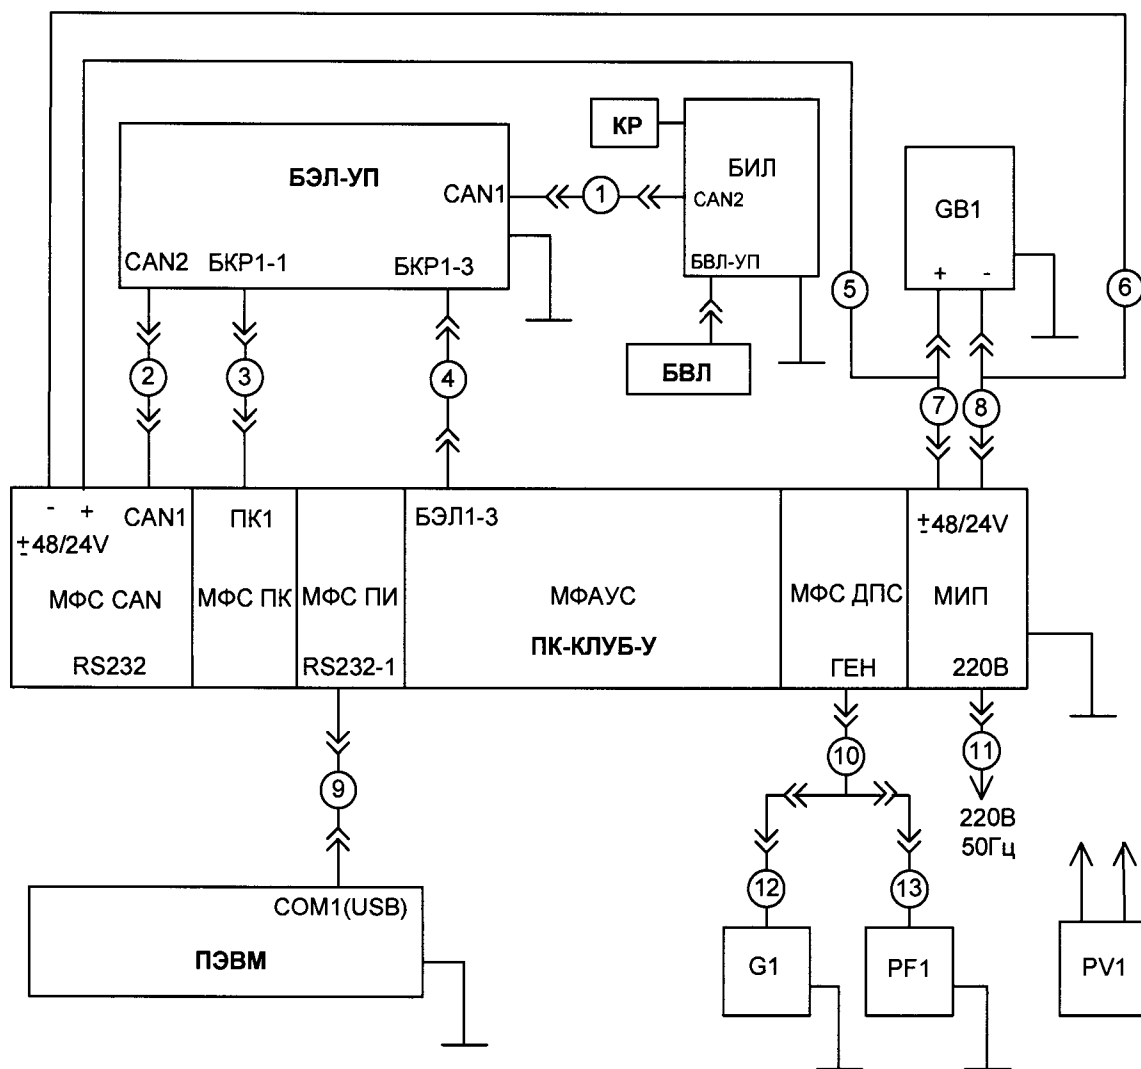 КР
БЭЛ-УП
CAN1
1
БИЛ
CAN2
GB1
CAN2
БКР1-1
БКР1-3
БВЛ-УП
+
-
5
6
2
3
4
БВЛ
7
8
-
+
CAN1
ПК1
БЭЛ1-3
±48/24V
±48/24V
МФС CAN
МФС ПК
МФС ПИ
МФАУС
МФС ДПС
МИП
ПК-КЛУБ-У
RS232
RS232-1
ГЕН
220В
10
11
9
220В
50Гц
12
13
COM1(USB)
ПЭВМ
G1
PF1
PV1